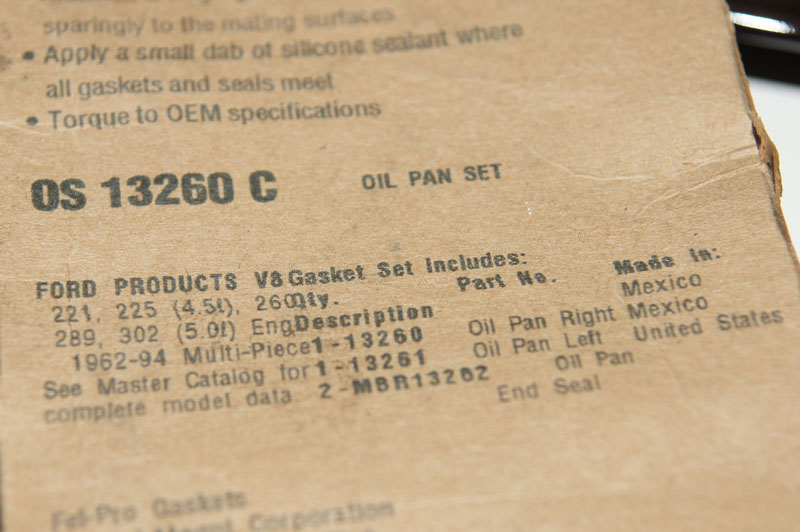 sparingly to the mating surfaces
• Apply a small dab of silicone sealant where
all gaskets and seals meet
• Torque to OEM specifications
OS 13260 C OIL PAN SET
FORD PRODUCTS V8 Gasket Set Includes:
221, 225 (4.5ℓ), 260 Qty. Part No. Made in:
289, 302 (5.0ℓ) Eng Description Mexico
1962-94 Multi-Piece 1 - 13260 Oil Pan Right Mexico
See Master Catalog for 1 - 13261 Oil Pan Left United States
complete model data. 2 - MBR13262 Oil Pan
End Seal
Fel-Pro Gaskets
Mogul Corporation